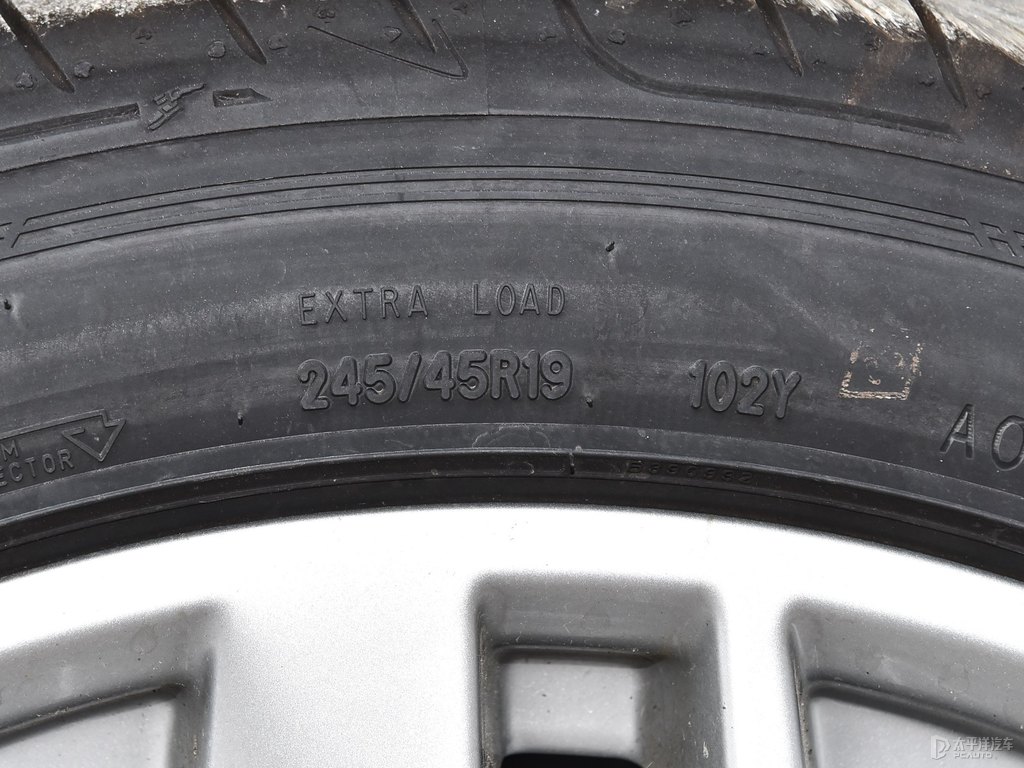 EXTRA LOAD
245/45R19 102Y
AO
M
ECTOR
太平洋汽车
PCAUTO